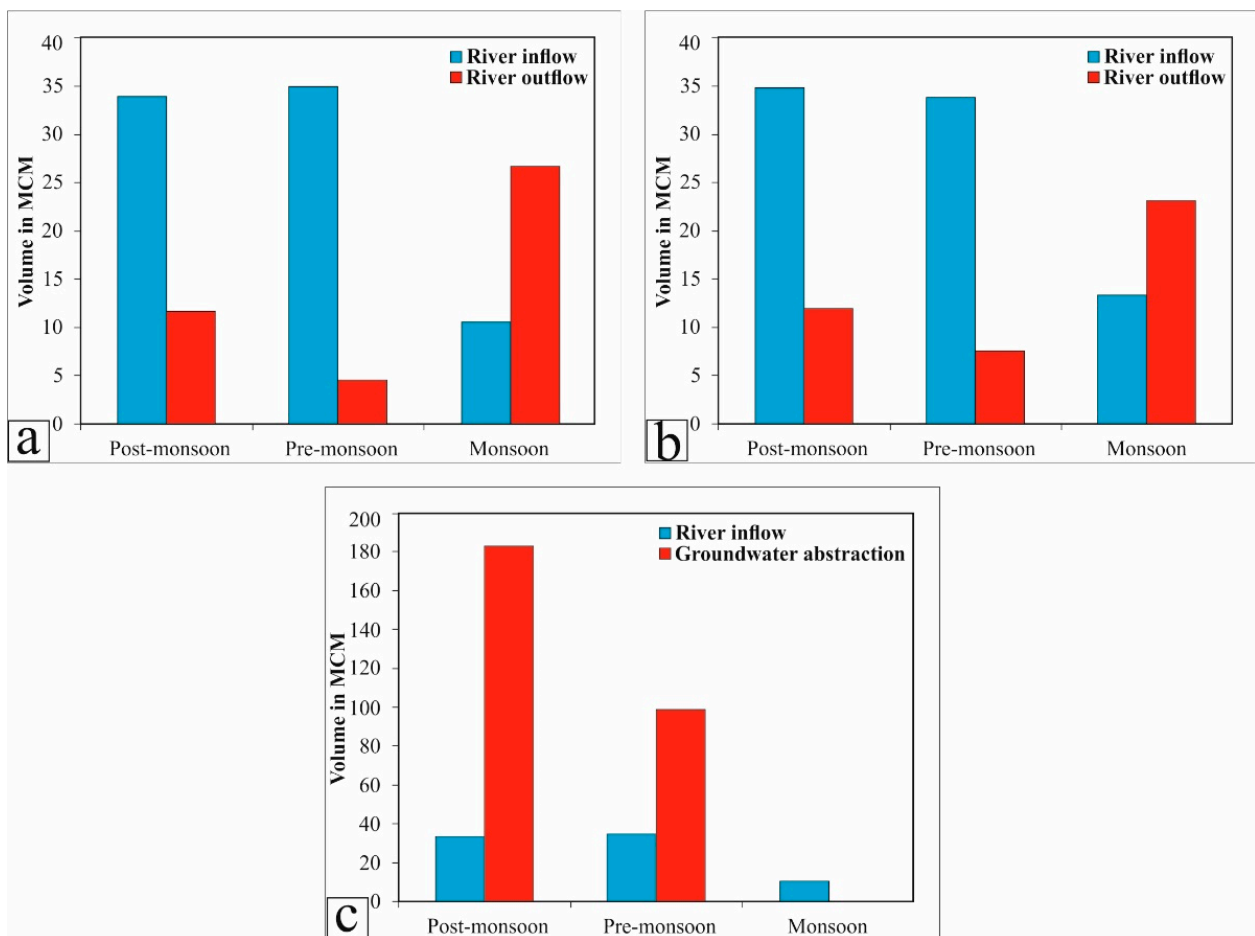 40
35
30
25
20
15
10
5
0
Volume in MCM
River inflow
River outflow
Post-monsoon Pre-monsoon Monsoon
a
40
35
30
25
20
15
10
5
0
Volume in MCM
River inflow
River outflow
Post-monsoon Pre-monsoon Monsoon
b
200
180
160
140
120
100
80
60
40
20
0
Volume in MCM
River inflow
Groundwater abstraction
Post-monsoon Pre-monsoon Monsoon
c